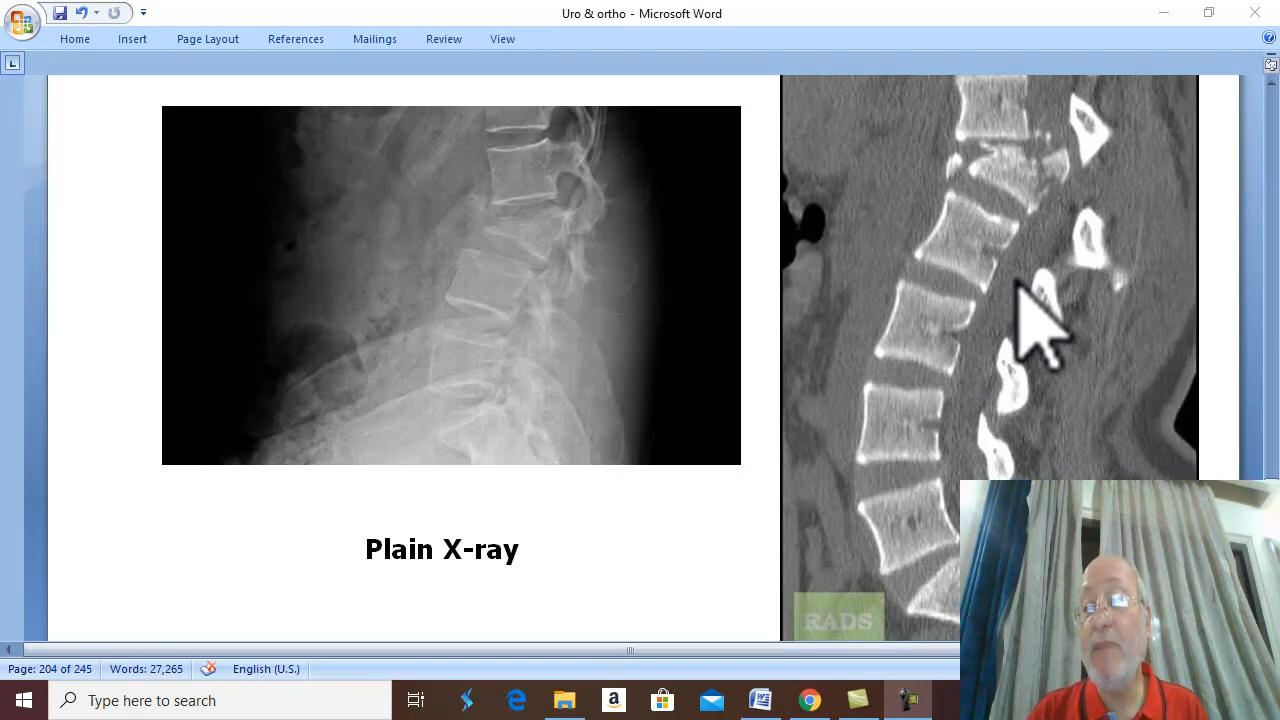 Uro & ortho - Microsoft Word
Home Insert Page Layout References Mailings Review View
Plain X-ray
RADS
Page: 204 of 245 Words: 27,265 English (U.S.)
Type here to search